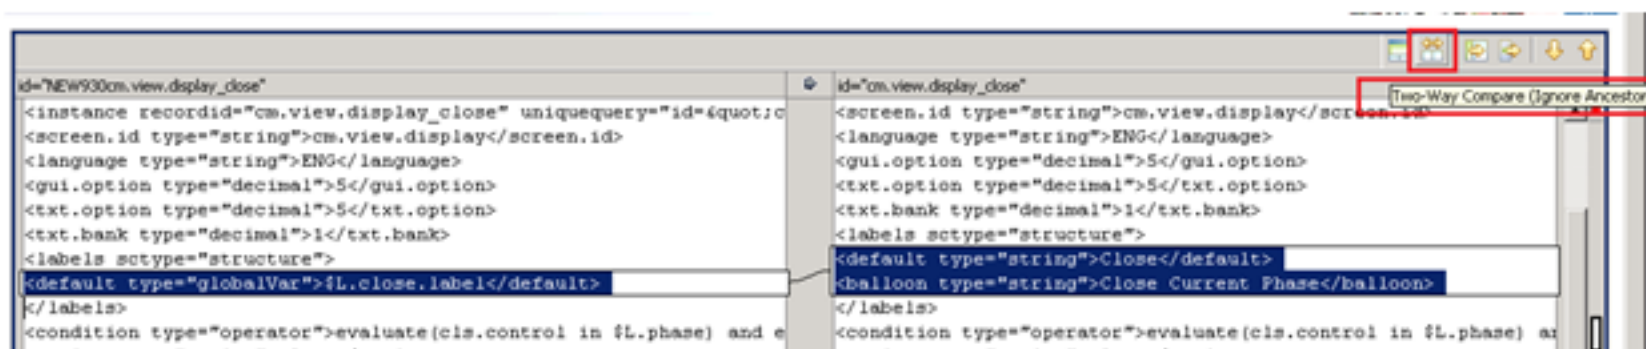 Two-Way Compare (Ignore Ancestor
id="NEW930cm.view.display_close"
<instance recordid="cm.view.display_close" uniquequery="id=&quot;c
<screen.id type="string">cm.view.display</screen.id>
<language type="string">ENG</language>
<gui.option type="decimal">5</gui.option>
<txt.option type="decimal">5</txt.option>
<txt.bank type="decimal">1</txt.bank>
<labels sctype="structure">
<default type="globalVar">$L.close.label</default>
</labels>
<condition type="operator">evaluate(cls.control in $L.phase) and e
id="cm.view.display_close"
<screen.id type="string">cm.view.display</screen.id>
<language type="string">ENG</language>
<gui.option type="decimal">5</gui.option>
<txt.option type="decimal">5</txt.option>
<txt.bank type="decimal">1</txt.bank>
<labels sctype="structure">
<default type="string">Close</default>
<balloon type="string">Close Current Phase</balloon>
</labels>
<condition type="operator">evaluate(cls.control in $L.phase) a